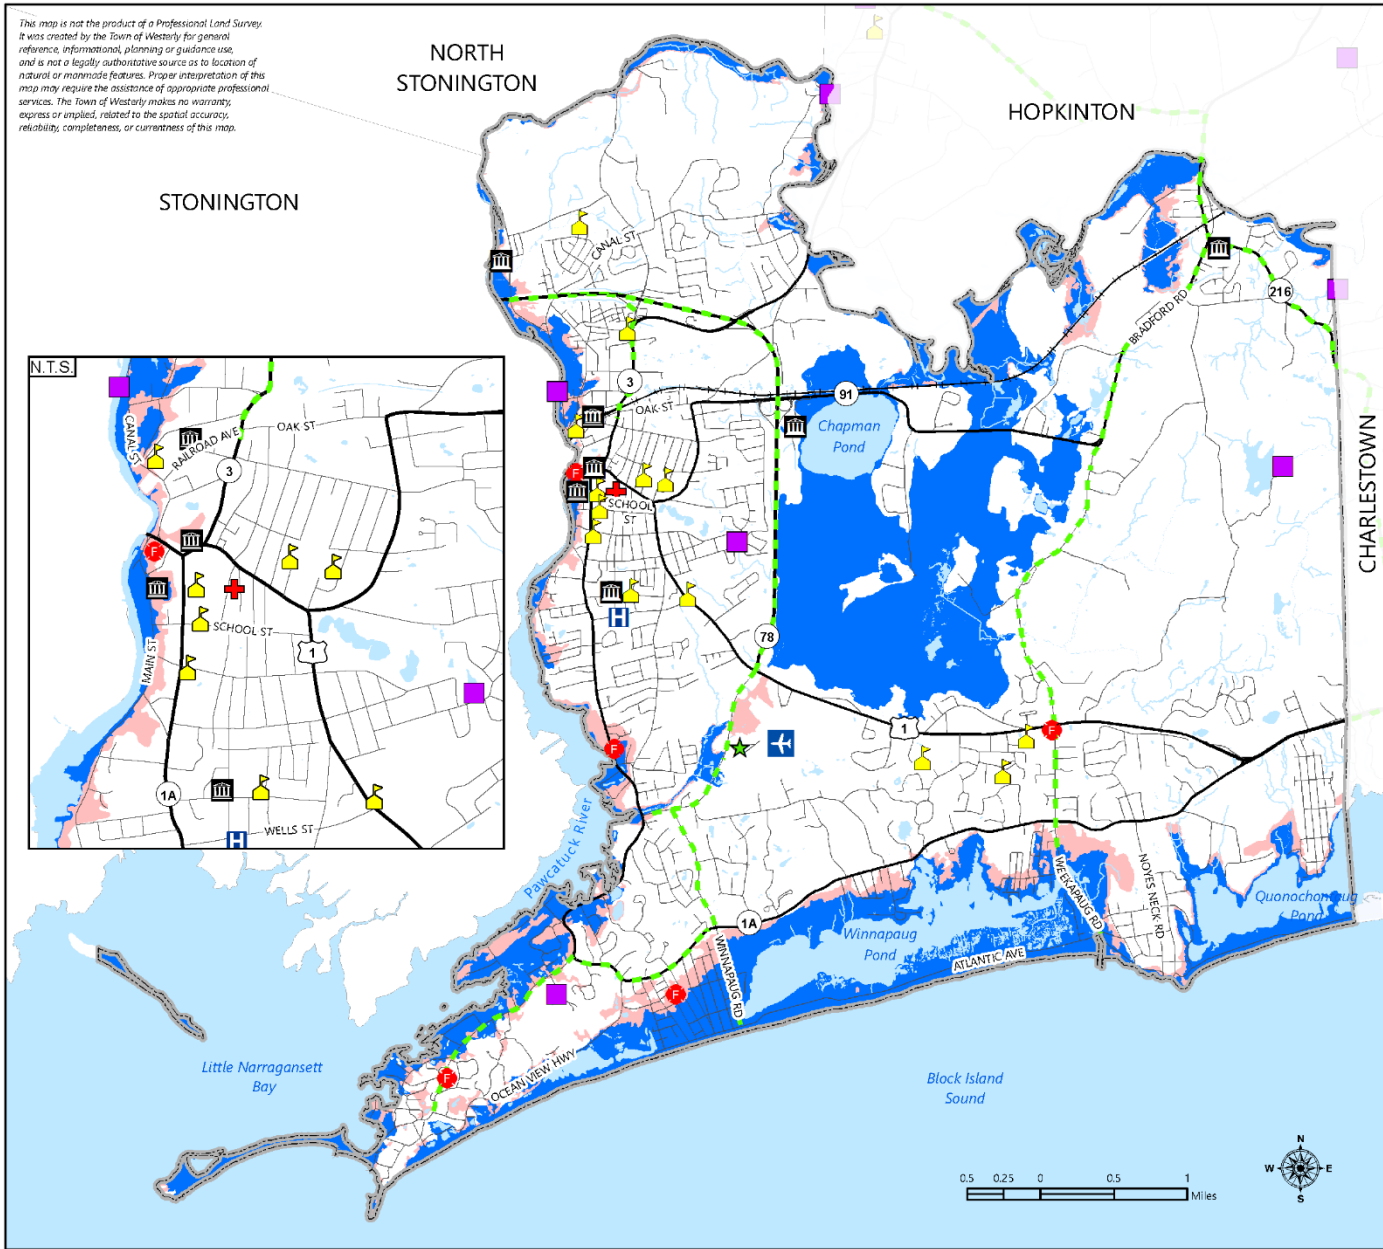 This map is not the product of a Professional Land Survey.
It was created by the Town of Westerly for general
reference, informational, planning or guidance use,
and is not a legally authoritative source as to location of
natural or manmade features. Proper interpretation of this
map may require the assistance of appropriate professional
services. The Town of Westerly makes no warranty,
express or implied, related to the spatial accuracy,
reliability, completeness, or currentness of this map.
NORTH
STONINGTON
HOPKINTON
STONINGTON
CANAL ST
BRADFORD RD
216
3
OAK ST
91
Chapman
Pond
CHARLESTOWN
F
SCHOOL
ST
78
1
F
F
N.T.S.
CANAL ST
RAILROAD AVE
OAK ST
3
F
SCHOOL ST
MAIN ST
1
1A
WELLS ST
H
H
Pawcatuck River
1A
WINNAPAUG RD
Winnapaug
Pond
ATLANTIC AVE
WEEKAPAUG RD
NOYES NECK RD
Quonochontaug
Pond
F
F
OCEAN VIEW HWY
Little Narragansett
Bay
Block Island
Sound
N
W E
S
0.5 0.25 0 0.5 1
Miles